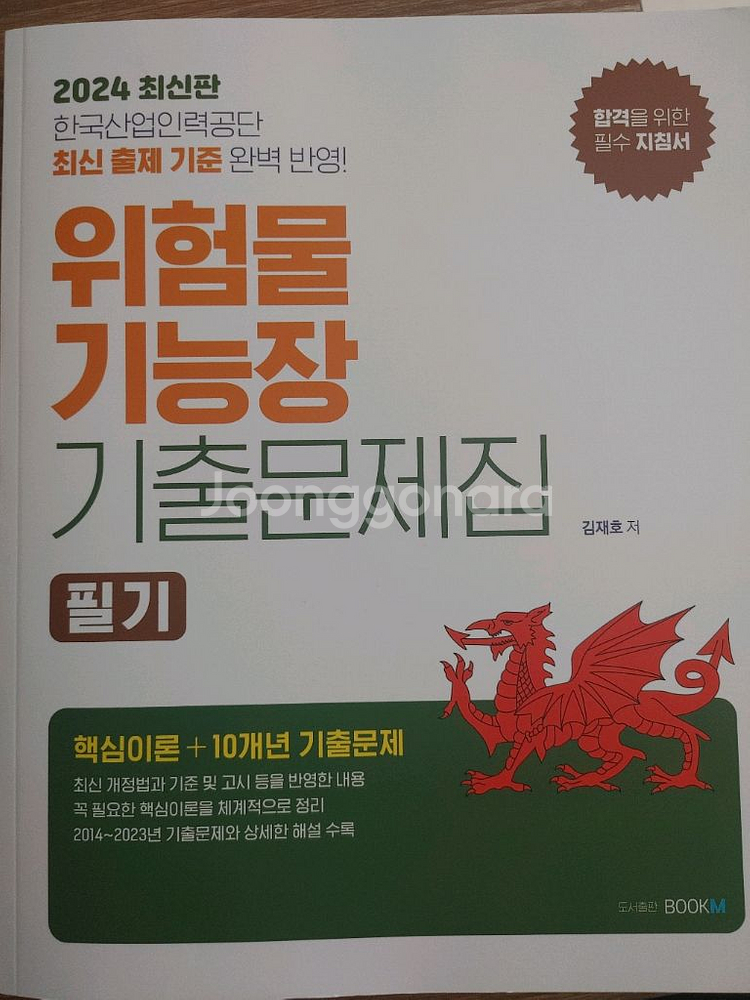 2024 최신판
한국산업인력공단
최신 출제 기준 완벽 반영!
합격을 위한
필수 지침서
위험물
기능장
기출문제집
Joonggonara
김재호 저
필기
핵심이론 + 10개년 기출문제
최신 개정법과 기준 및 고시 등을 반영한 내용
꼭 필요한 핵심이론을 체계적으로 정리
2014~2023년 기출문제와 상세한 해설 수록
도서출판 BOOKM